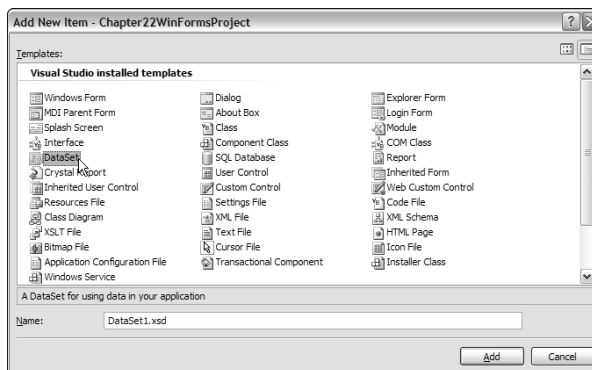 Add New Item - Chapter22WinFormsProject
Templates:
Visual Studio installed templates
Windows Form Dialog Explorer Form
MDI Parent Form About Box Login Form
Splash Screen Class Module
Interface Component Class COM Class
DataSet SQL Database Report
Crystal Report User Control Inherited Form
Inherited User Control Custom Control Web Custom Control
Resources File Settings File Code File
Class Diagram XML File XML Schema
XSLT File Text File HTML Page
Bitmap File Cursor File Icon File
Application Configuration File Transactional Component Installer Class
Windows Service
A DataSet for using data in your application
Name: DataSet1.xsd
Add Cancel